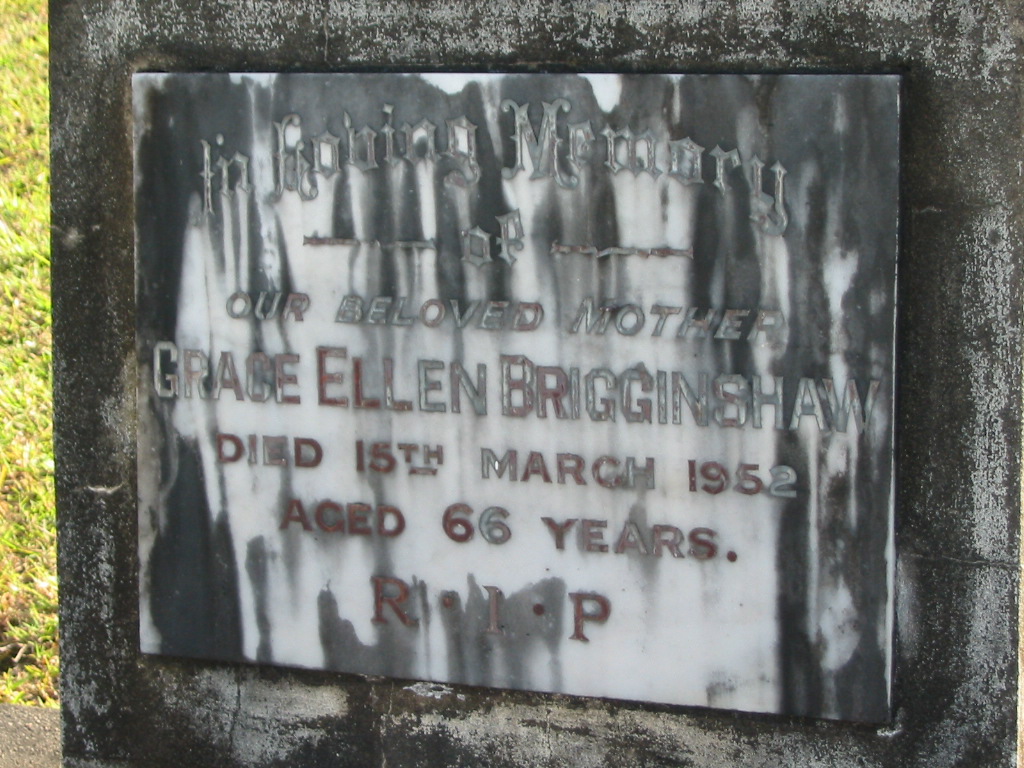 In Loving Memory
of
OUR BELOVED MOTHER
GRACE ELLEN BRIGGINSHAW
DIED 15TH MARCH 1952
AGED 66 YEARS.
R·I·P